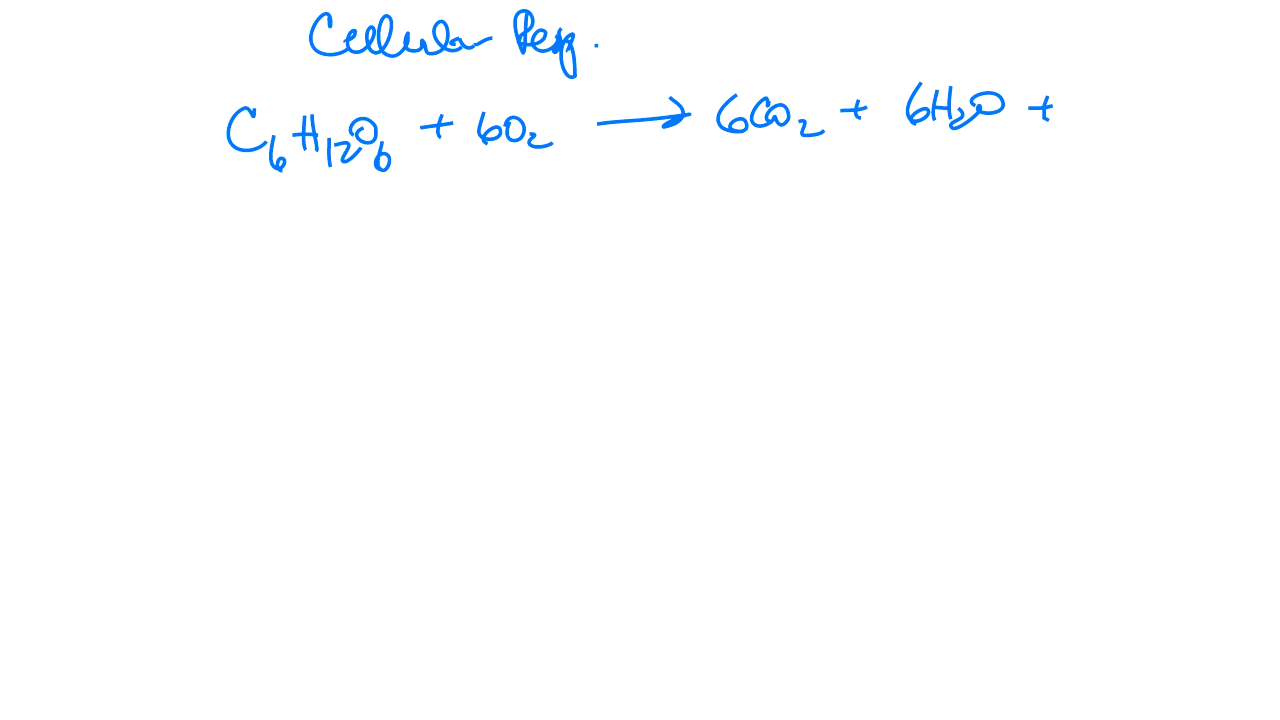 Cellular Resp.
C₆H₁₂O₆ + 6O₂ → 6CO₂ + 6H₂O +